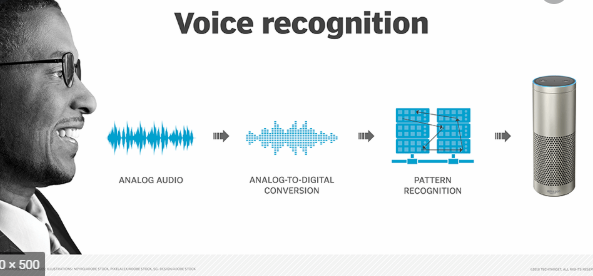 Voice recognition
ANALOG AUDIO
ANALOG-TO-DIGITAL
CONVERSION
PATTERN
RECOGNITION
0 × 500